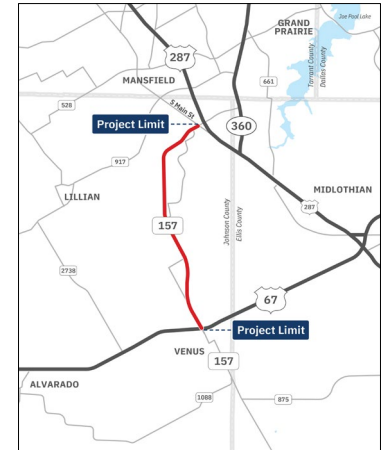 Joe Pool Lake
GRAND
PRAIRIE
287
Tarrant County
Dallas County
MANSFIELD
661
528
S Main St
Project Limit
360
917
MIDLOTHIAN
LILLIAN
287
157
Johnson County
Ellis County
2738
67
Project Limit
VENUS
157
ALVARADO
1088
875